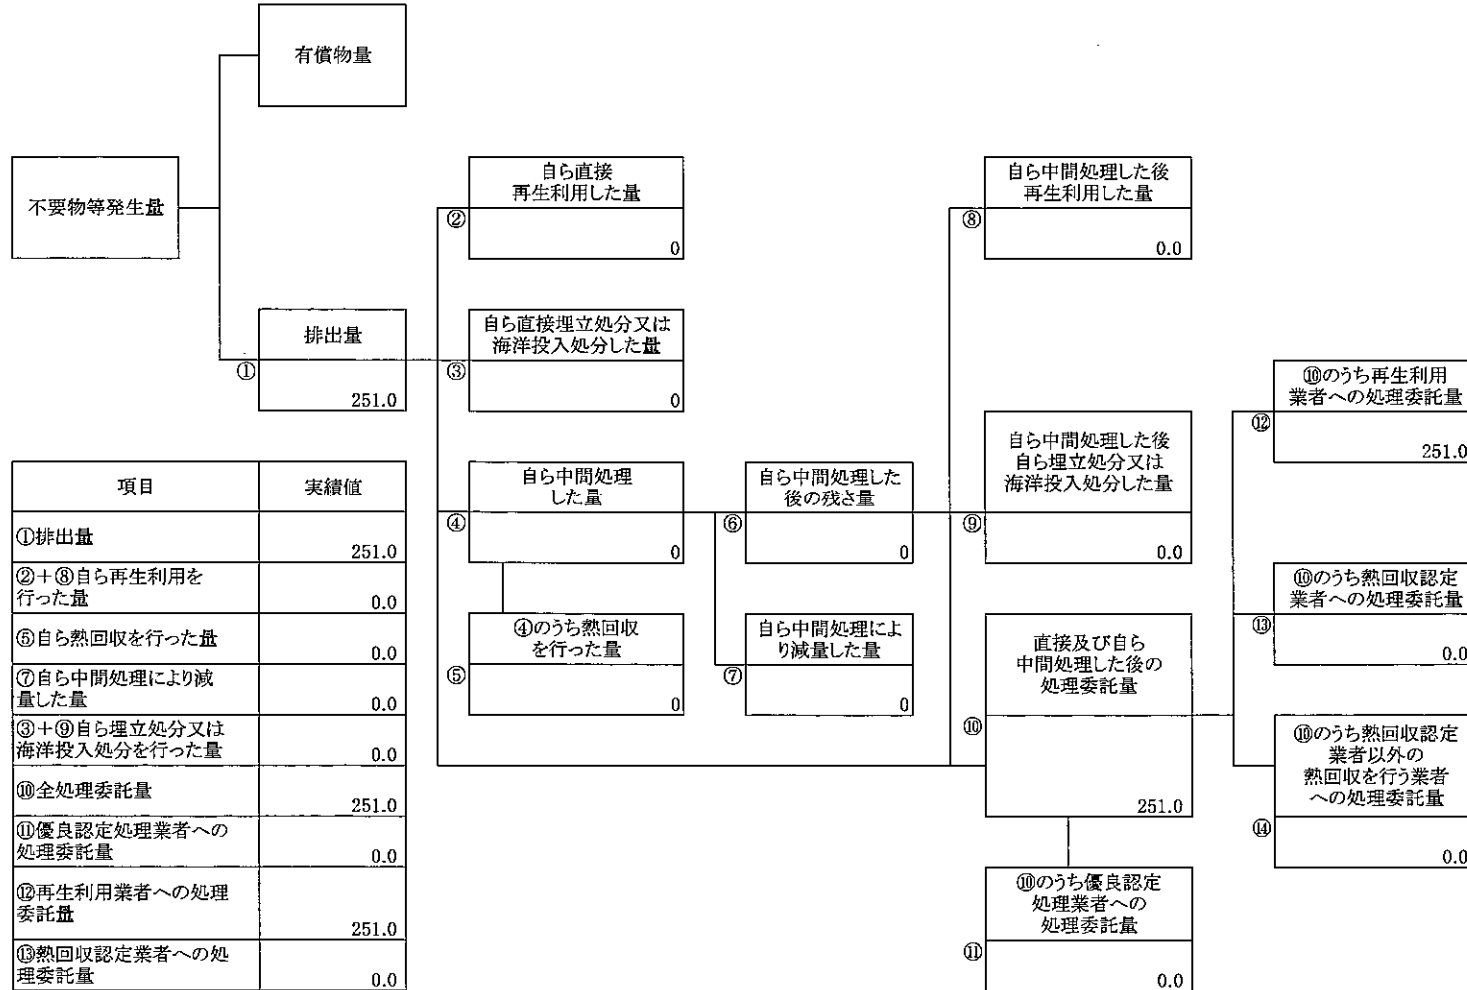 有償物量
不要物等発生量
排出量
①
251.0
自ら直接
再生利用した量
②
0
自ら直接埋立処分又は
海洋投入処分した量
③
0
自ら中間処理
した量
④
0
④のうち熱回収
を行った量
⑤
0
自ら中間処理した
後の残さ量
⑥
0
自ら中間処理によ
り減量した量
⑦
0
自ら中間処理した後
再生利用した量
⑧
0.0
自ら中間処理した後
自ら埋立処分又は
海洋投入処分した量
⑨
0.0
直接及び自ら
中間処理した後の
処理委託量
⑩
251.0
⑩のうち優良認定
処理業者への
処理委託量
⑪
0.0
⑩のうち再生利用
業者への処理委託量
⑫
251.0
⑩のうち熱回収認定
業者への処理委託量
⑬
0.0
⑩のうち熱回収認定
業者以外の
熱回収を行う業者
への処理委託量
⑭
0.0
項目 実績値
①排出量
251.0
②+⑧自ら再生利用を
行った量 0.0
⑤自ら熱回収を行った量
0.0
⑦自ら中間処理により減
量した量 0.0
③+⑨自ら埋立処分又は
海洋投入処分を行った量 0.0
⑩全処理委託量
251.0
⑪優良認定処理業者への
処理委託量 0.0
⑫再生利用業者への処理
委託量
251.0
⑬熱回収認定業者への処
理委託量 0.0